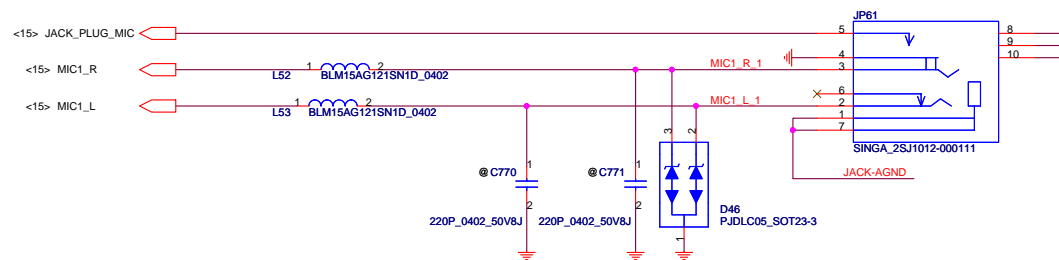 JP61
<15> JACK_PLUG_MIC
5
8
9
4
10
<15> MIC1_R
1
2
MIC1_R_1
3
L52
BLM15AG121SN1D_0402
6
<15> MIC1_L
1
2
MIC1_L_1
2
L53
BLM15AG121SN1D_0402
1
7
3
2
SINGA_2SJ1012-000111
@ C770
1
@ C771
1
JACK-AGND
2
2
D46
220P_0402_50V8J
220P_0402_50V8J
PJDLC05_SOT23-3
1